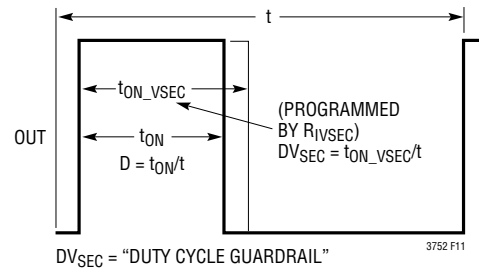 t
tON_VSEC
(PROGRAMMED
BY RIVSEC)
DVSEC = tON_VSEC/t
OUT
tON
D = tON/t
3752 F11
DVSEC = “DUTY CYCLE GUARDRAIL”